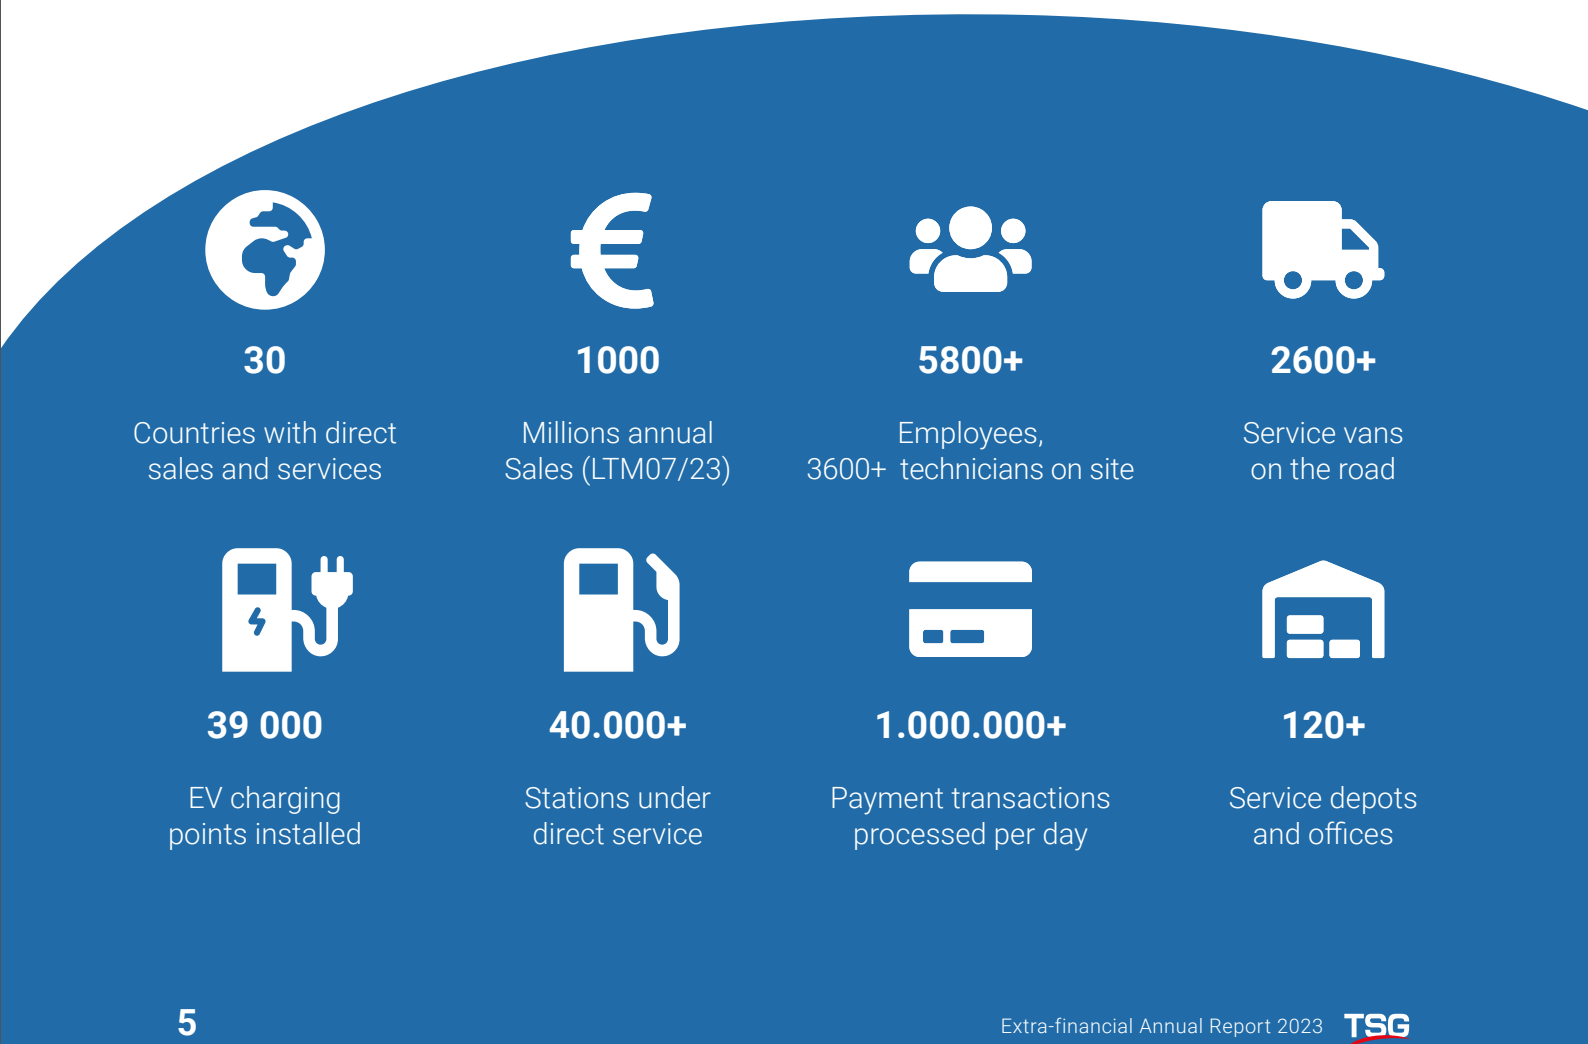 30
Countries with direct
sales and services
1000
Millions annual
Sales (LTM07/23)
5800+
Employees,
3600+ technicians on site
2600+
Service vans
on the road
39 000
EV charging
points installed
40.000+
Stations under
direct service
1.000.000+
Payment transactions
processed per day
120+
Service depots
and offices
5
Extra-financial Annual Report 2023
TSG